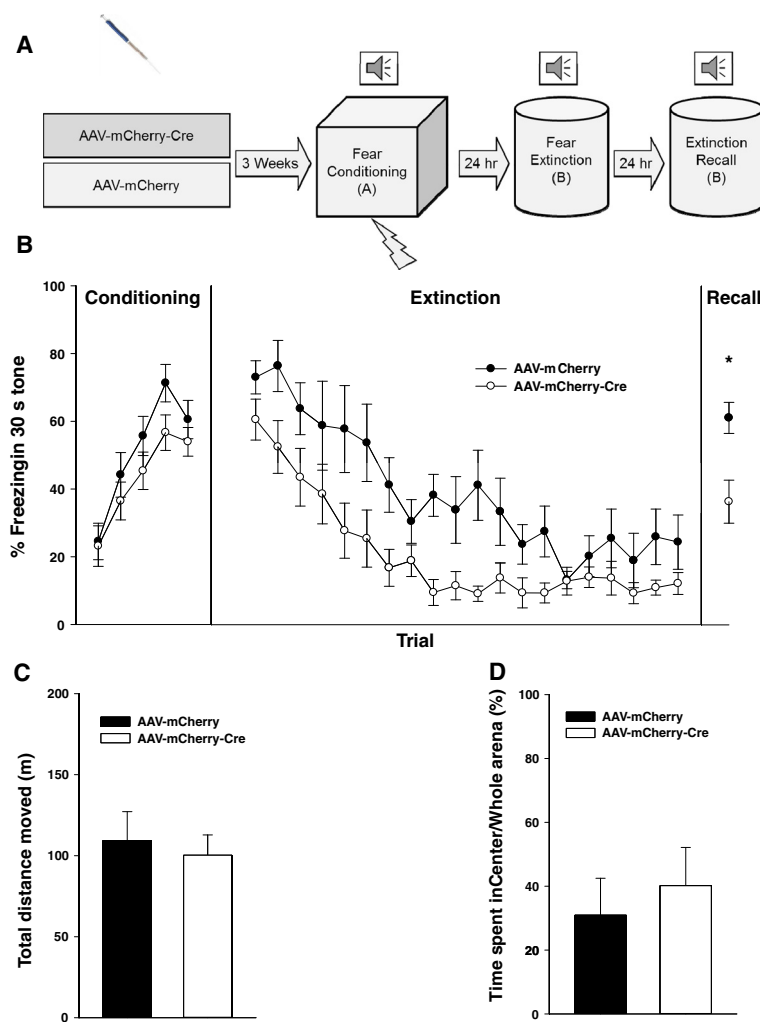 A
AAV-mCherry-Cre
AAV-mCherry
3 Weeks
Fear
Conditioning
(A)
24 hr
Fear
Extinction
(B)
24 hr
Extinction
Recall
(B)
B
% Freezingin 30 s tone
100
80
60
40
20
0
Conditioning
Extinction
Recall
AAV-m Cherry
AAV-mCherry-Cre
*
Trial
C
Total distance moved (m)
200
150
100
50
0
AAV-mCherry
AAV-mCherry-Cre
D
Time spent inCenter/Whole arena (%)
100
80
60
40
20
0
AAV-mCherry
AAV-mCherry-Cre